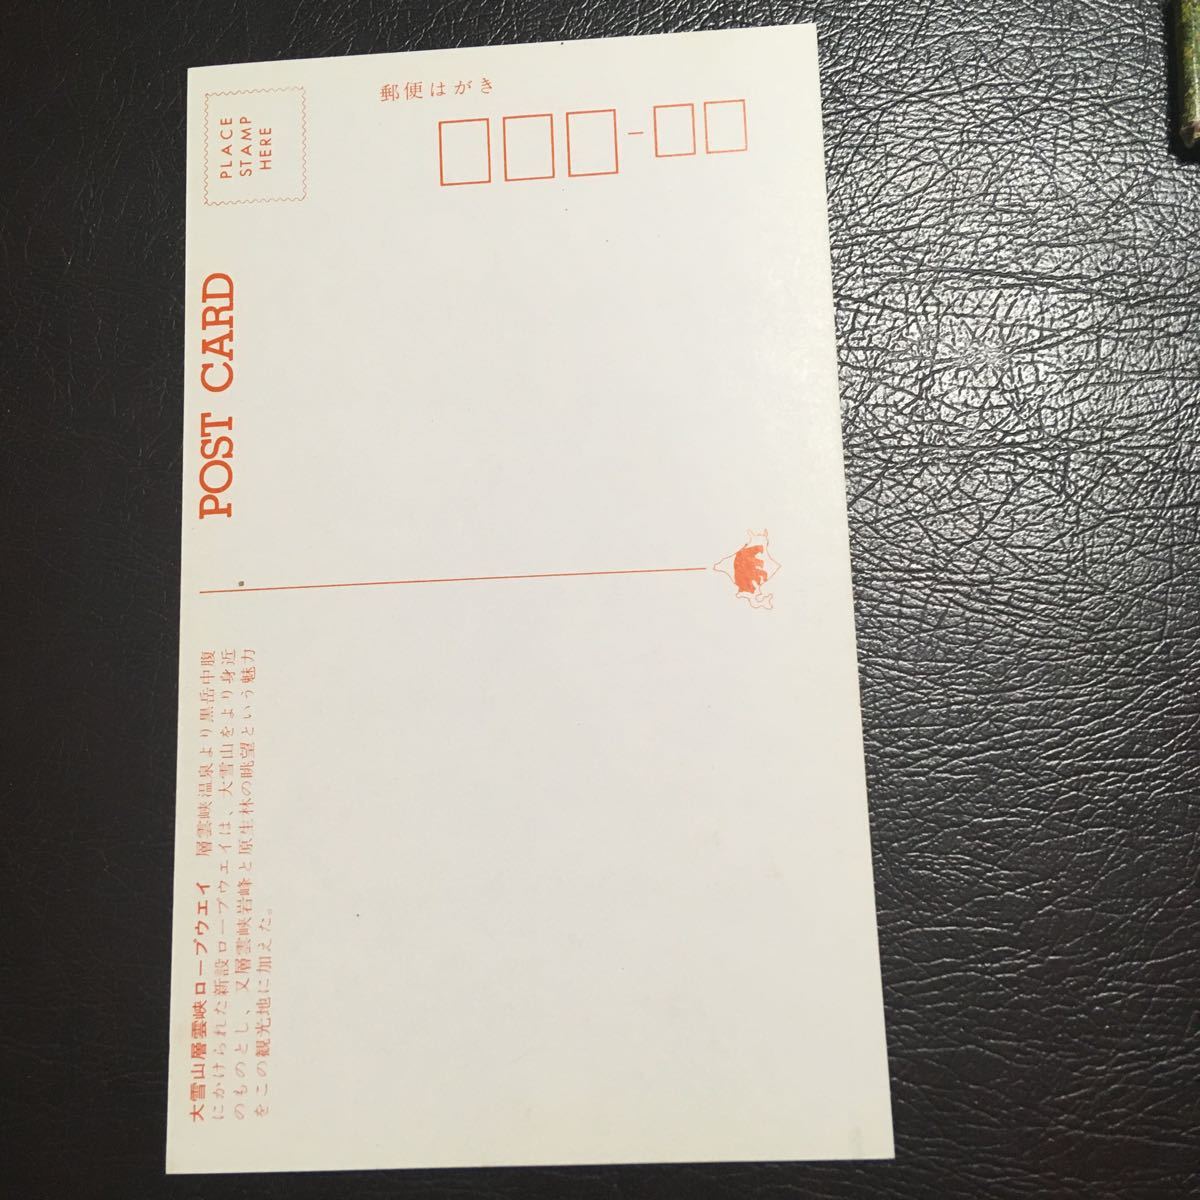 郵便はがき
PLACE
STAMP
HERE
POST CARD
大雪山層雲峡ロープウェイ 層雲峡温泉より黒岳中腹
にかけられた新設ロープウェイは、大雪山をより身近
のものとし、又層雲峡岩峰と原生林の眺望という魅力
をこの観光地に加えた。